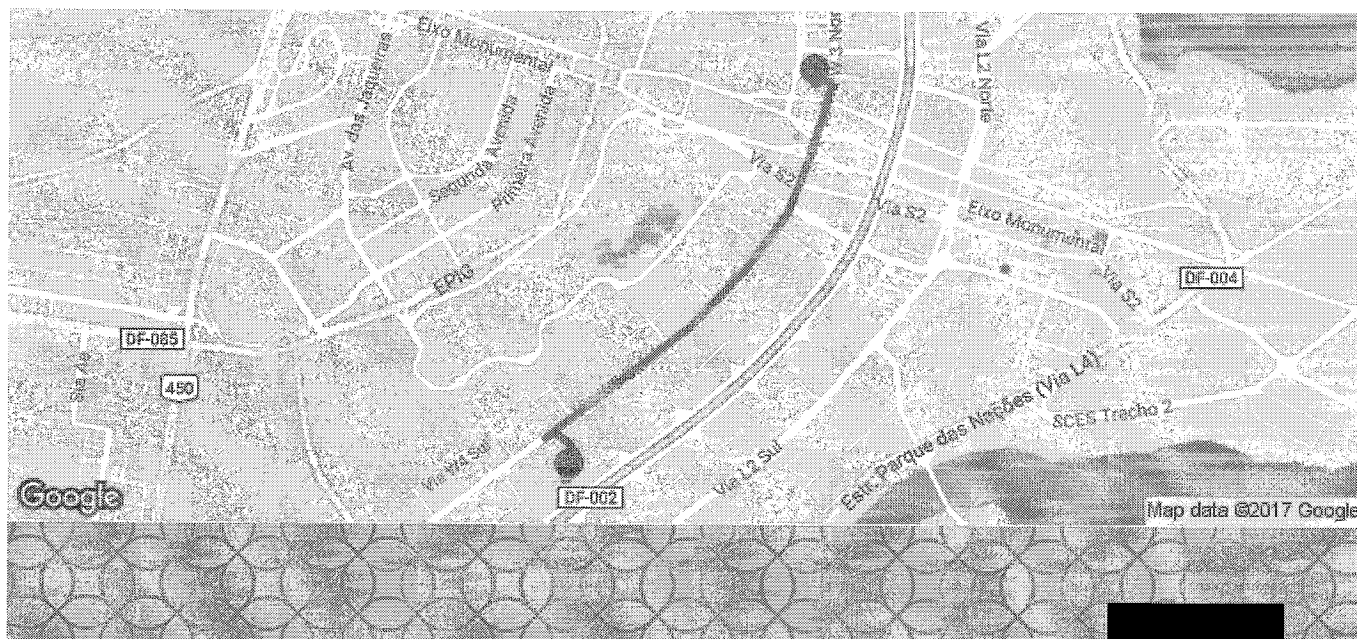 Eixo Monumental
Via L2 Norte
Av. das Jaqueiras
Segunda Avenida
Primeira Avenida
Via S2
Via S2
Eixo Monumental
Via S2
DF-004
EPIG
DF-085
450
Via W4 Sul
DF-002
Via L2 Sul
Estr. Parque das Nações (Via L4)
SCES Trecho 2
Google
Map data ©2017 Google